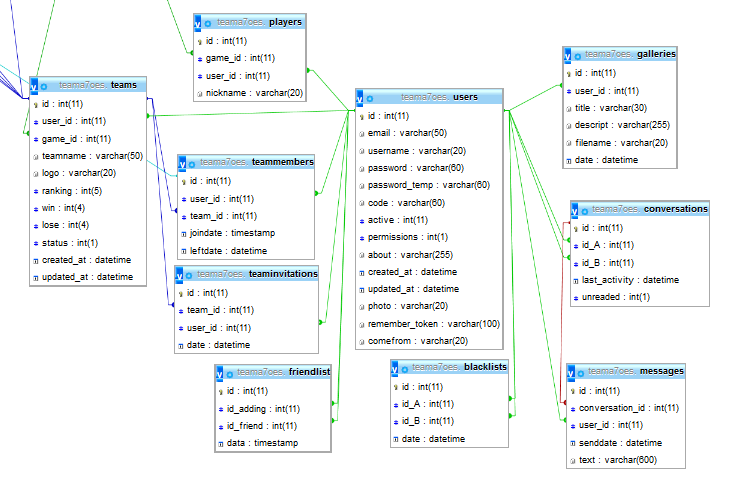 teama7oes. players
id : int(11)
game_id : int(11)
user_id : int(11)
nickname : varchar(20)
teama7oes. teams
id : int(11)
user_id : int(11)
game_id : int(11)
teamname : varchar(50)
logo : varchar(20)
ranking : int(5)
win : int(4)
lose : int(4)
status : int(1)
created_at : datetime
updated_at : datetime
teama7oes. teammembers
id : int(11)
user_id : int(11)
team_id : int(11)
joindate : timestamp
leftdate : datetime
teama7oes. teaminvitations
id : int(11)
team_id : int(11)
user_id : int(11)
date : datetime
teama7oes. friendlist
id : int(11)
id_adding : int(11)
id_friend : int(11)
data : timestamp
teama7oes. users
id : int(11)
email : varchar(50)
username : varchar(20)
password : varchar(60)
password_temp : varchar(60)
code : varchar(60)
active : int(11)
permissions : int(1)
about : varchar(255)
created_at : datetime
updated_at : datetime
photo : varchar(20)
remember_token : varchar(100)
comefrom : varchar(20)
teama7oes. blacklists
id : int(11)
id_A : int(11)
id_B : int(11)
date : datetime
teama7oes. galleries
id : int(11)
user_id : int(11)
title : varchar(30)
descript : varchar(255)
filename : varchar(20)
date : datetime
teama7oes. conversations
id : int(11)
id_A : int(11)
id_B : int(11)
last_activity : datetime
unreaded : int(1)
teama7oes. messages
id : int(11)
conversation_id : int(11)
user_id : int(11)
senddate : datetime
text : varchar(600)